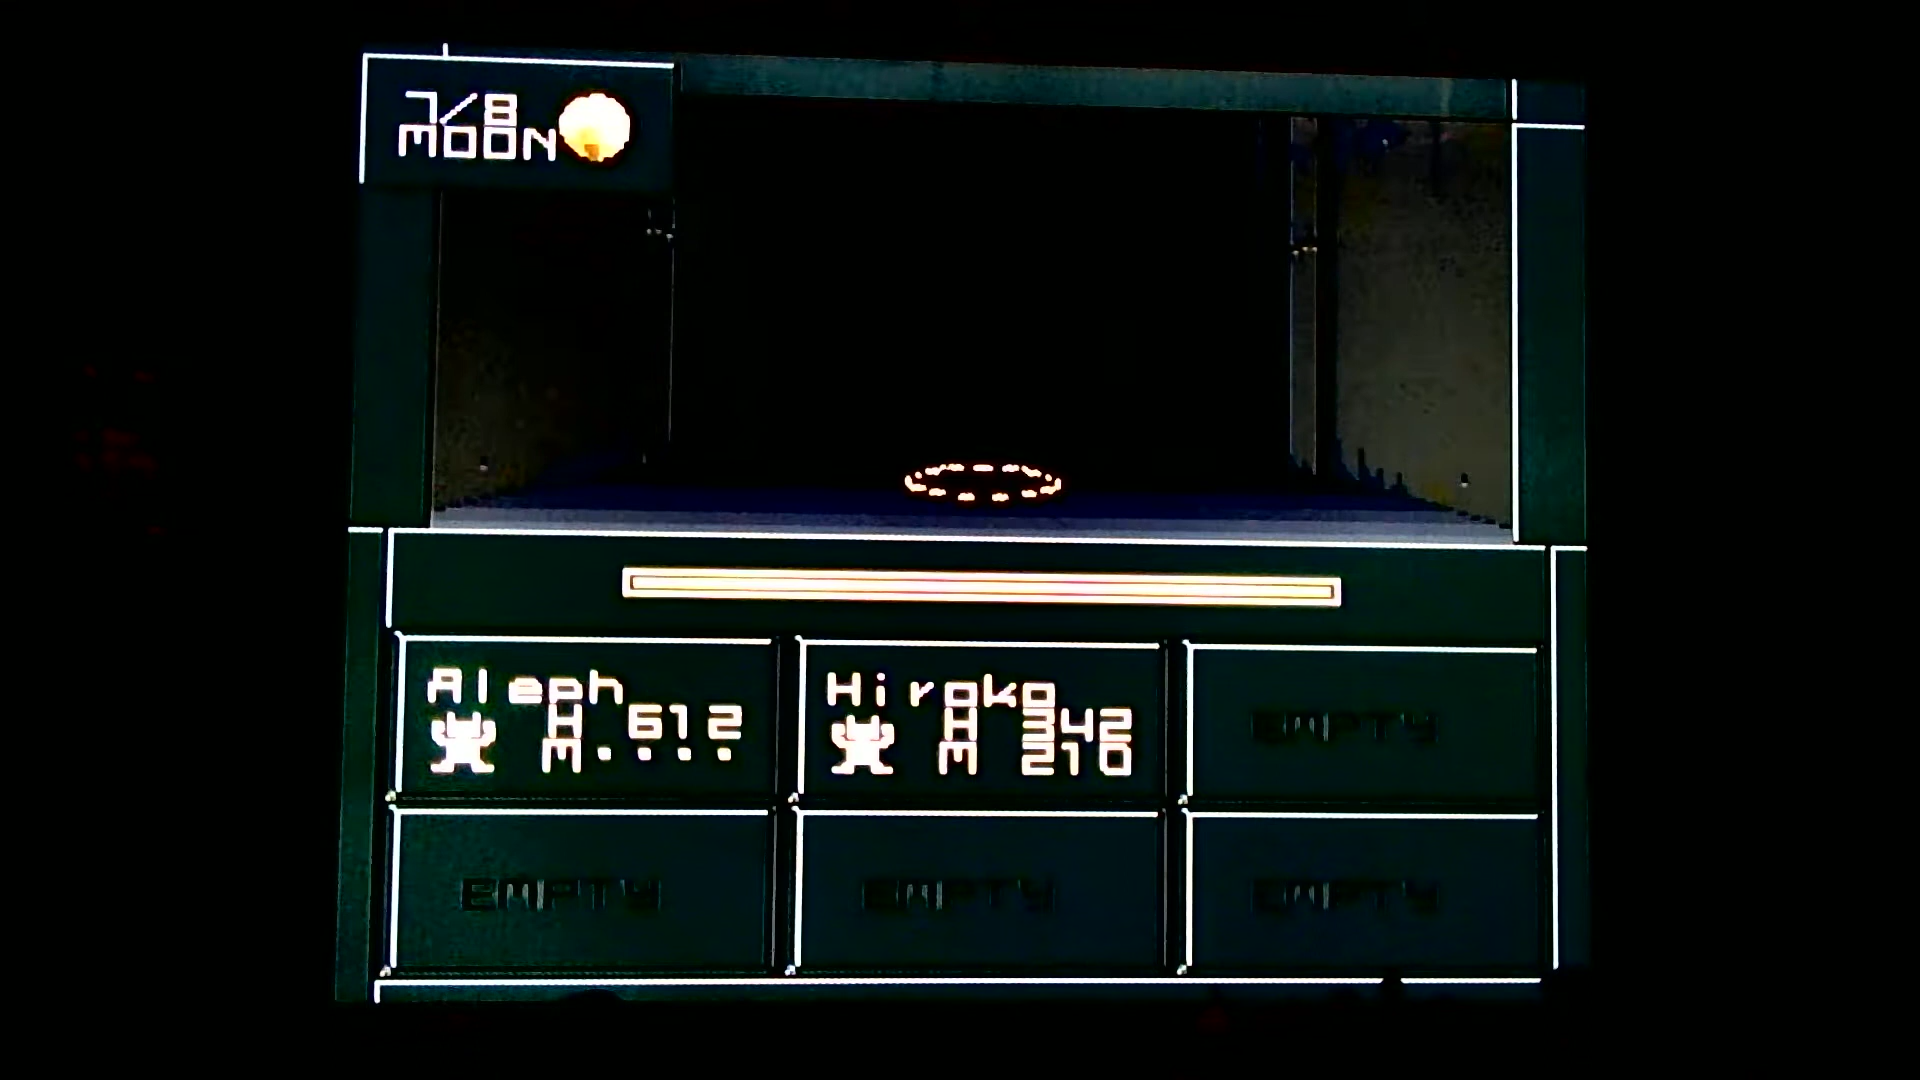 7/8
MOON
Aleph
H 612
M....
Hiroko
H 342
M 210
EMPTY
EMPTY
EMPTY
EMPTY